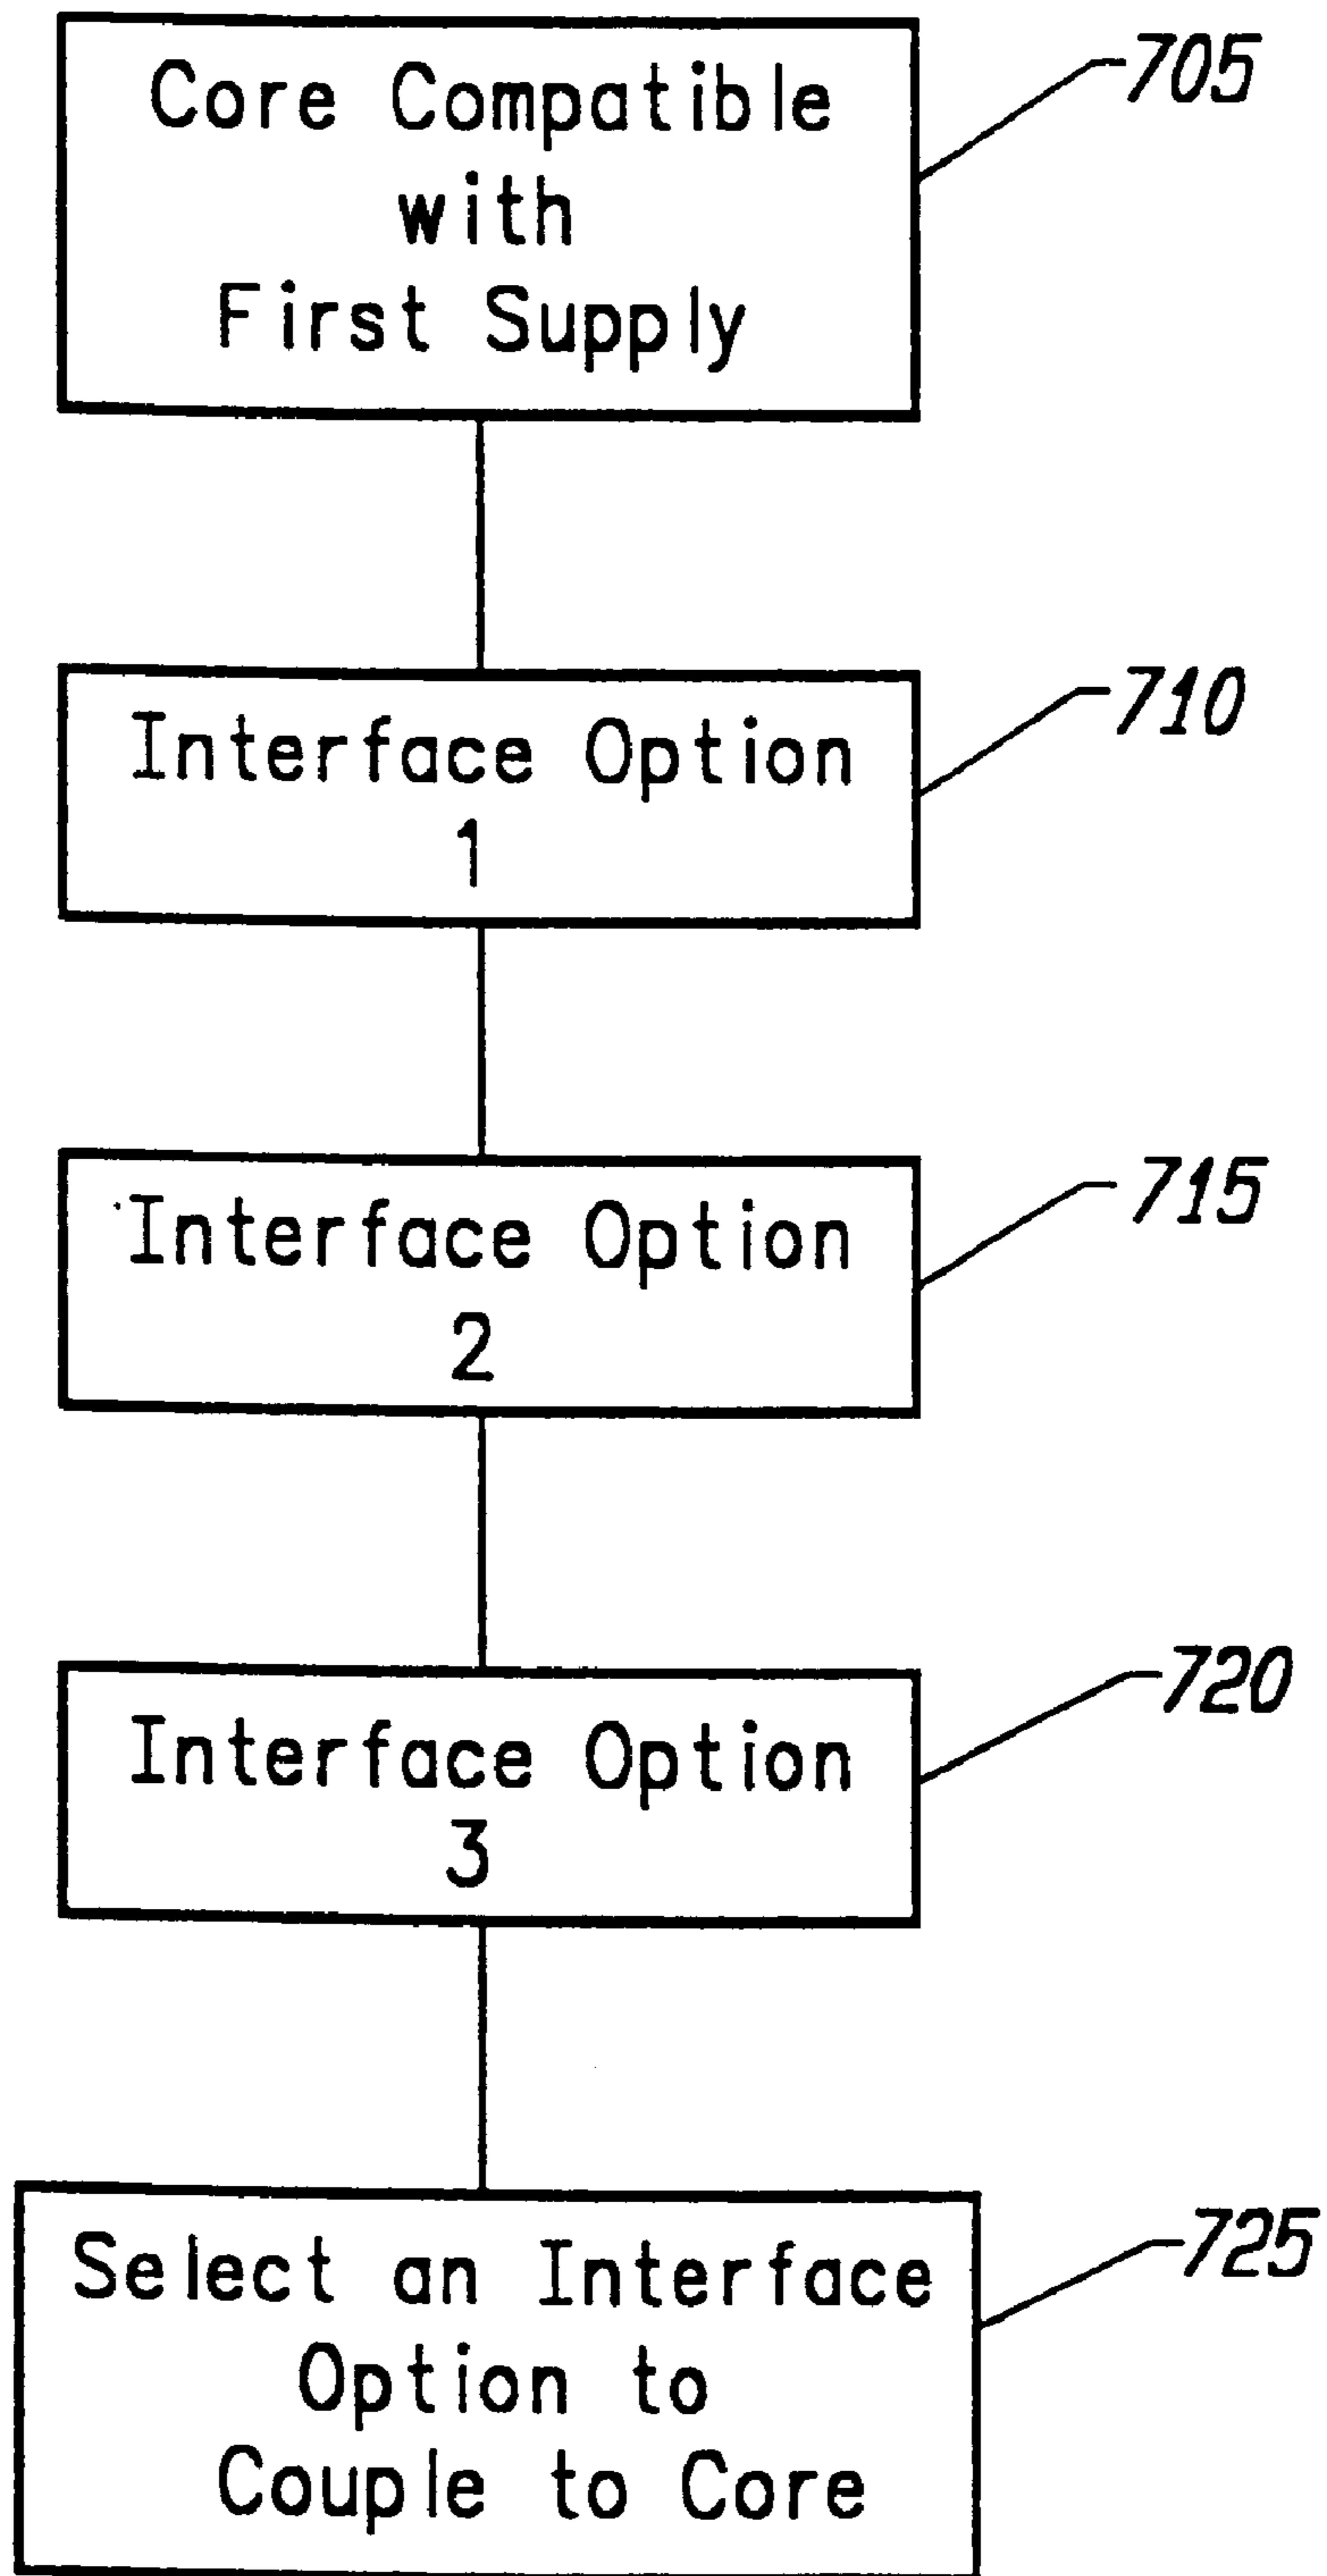 Core Compatible
with
First Supply
705
Interface Option
1
710
Interface Option
2
715
Interface Option
3
720
Select an Interface
Option to
Couple to Core
725